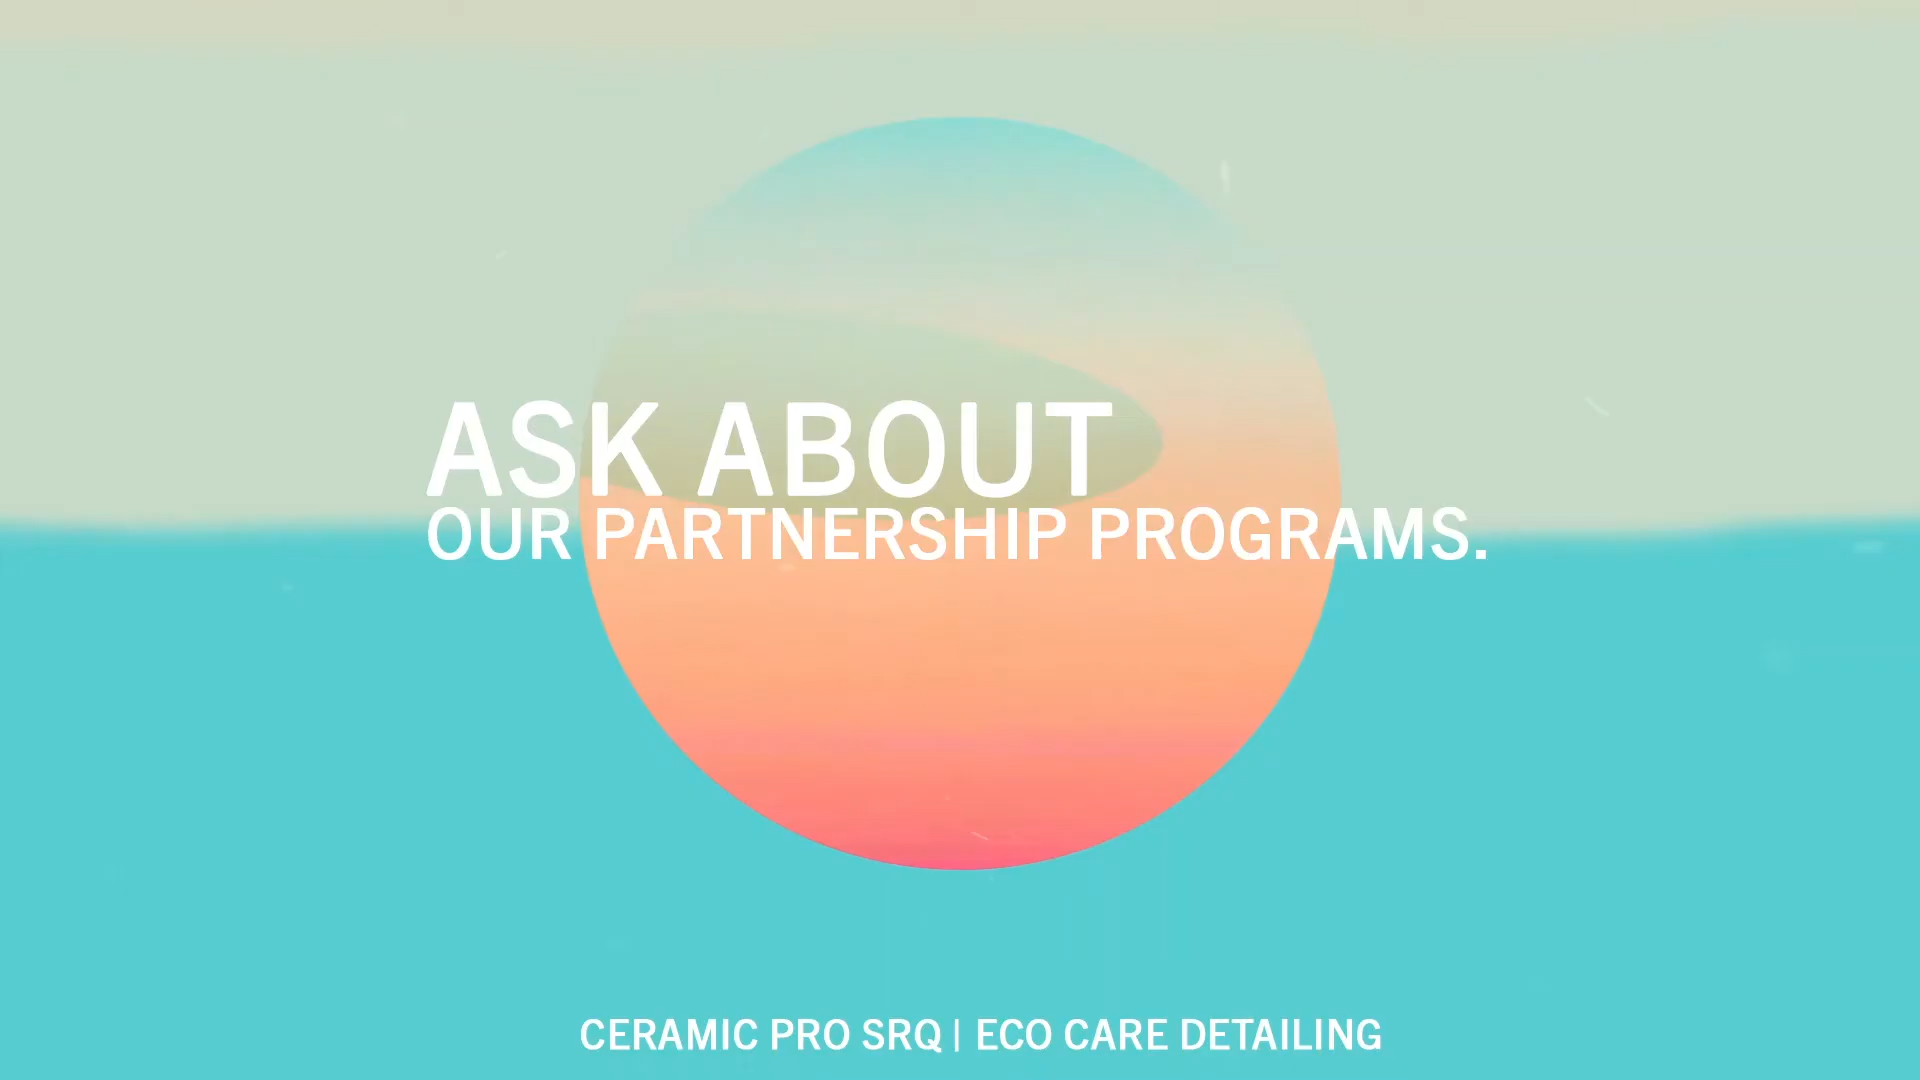 ASK ABOUT
OUR PARTNERSHIP PROGRAMS.
CERAMIC PRO SRQ | ECO CARE DETAILING